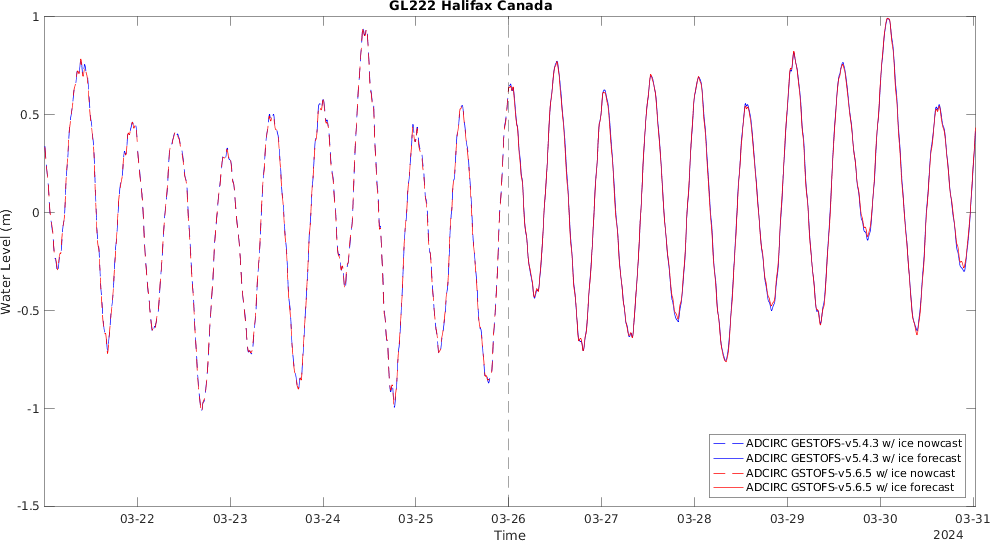 GL222 Halifax Canada
1
0.5
0
-0.5
-1
-1.5
Water Level (m)
03-22 03-23 03-24 03-25 03-26 03-27 03-28 03-29 03-30 03-31
Time
2024
ADCIRC GESTOFS-v5.4.3 w/ ice nowcast
ADCIRC GESTOFS-v5.4.3 w/ ice forecast
ADCIRC GSTOFS-v5.6.5 w/ ice nowcast
ADCIRC GSTOFS-v5.6.5 w/ ice forecast